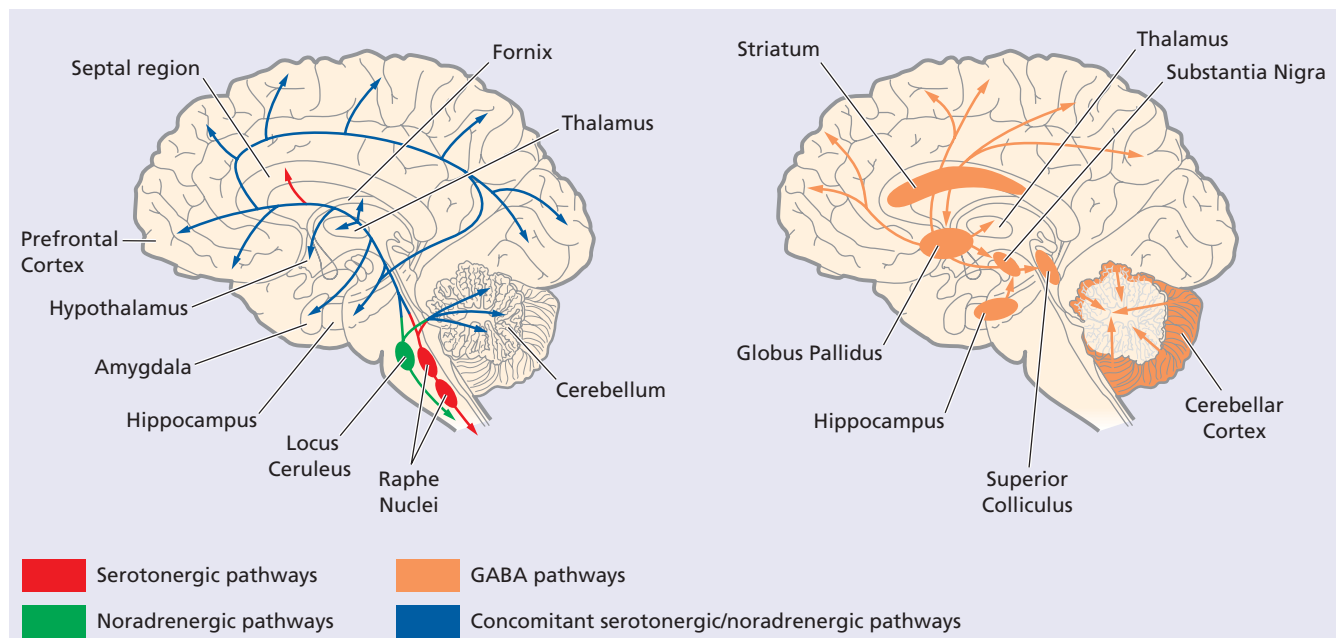 Septal region
Fornix
Thalamus
Prefrontal
Cortex
Hypothalamus
Amygdala
Hippocampus
Locus
Ceruleus
Raphe
Nuclei
Cerebellum
Striatum
Thalamus
Substantia Nigra
Globus Pallidus
Hippocampus
Superior
Colliculus
Cerebellar
Cortex
Serotonergic pathways
GABA pathways
Noradrenergic pathways
Concomitant serotonergic/noradrenergic pathways